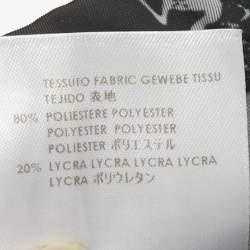 TESSUTO FABRIC GEWEBE TISSU
TEJIDO 表地
80% POLIESTERE POLYESTER
POLYESTER POLYESTER
POLIESTER ポリエステル
20% LYCRA LYCRA LYCRA LYCRA
LYCRA ポリウレタン